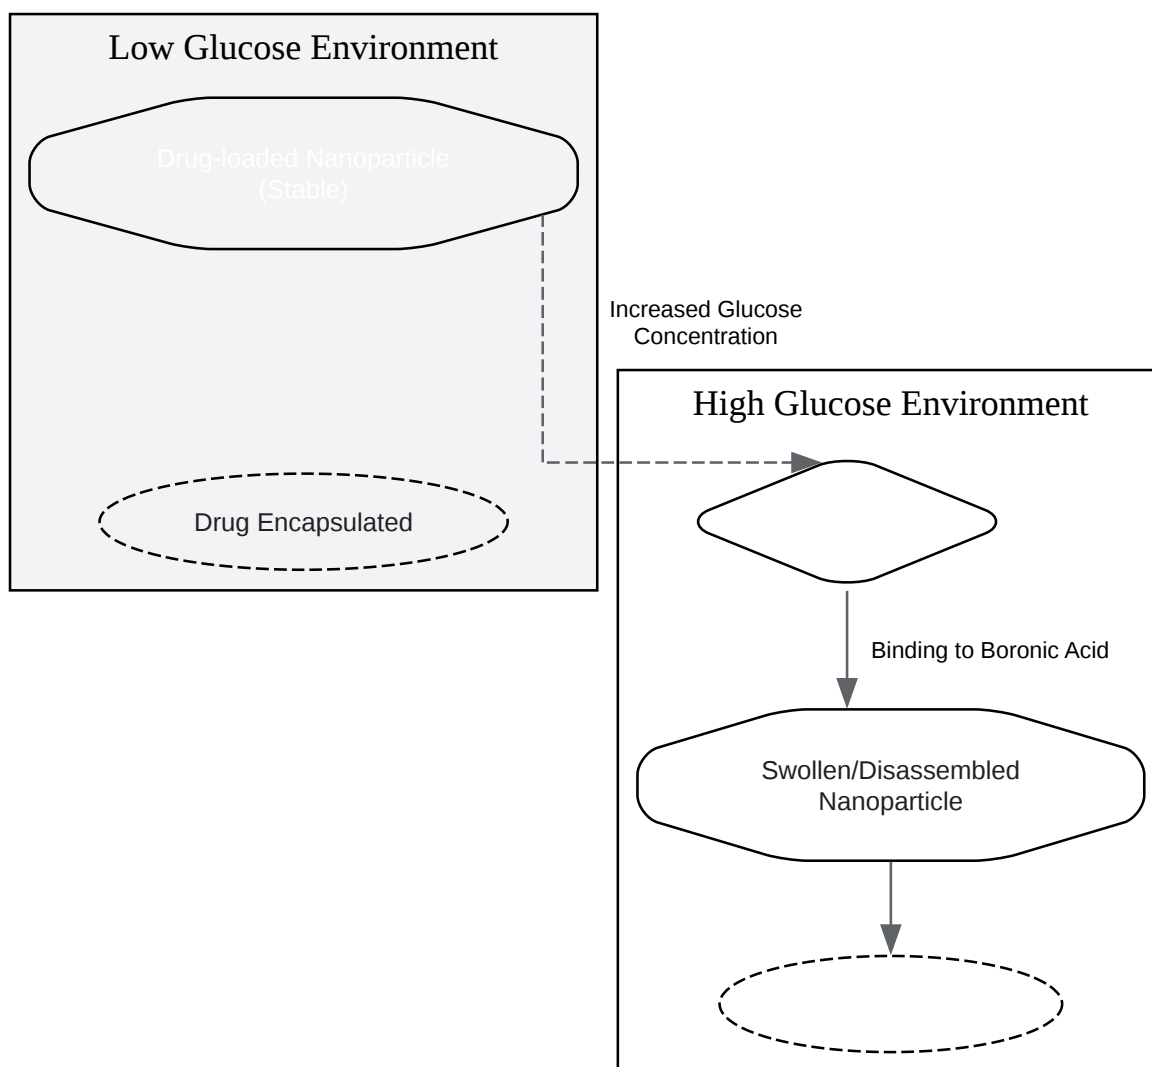 Low Glucose Environment
Drug-loaded Nanoparticle
(Stable)
Increased Glucose
Concentration
High Glucose Environment
Drug Encapsulated
Binding to Boronic Acid
Swollen/Disassembled
Nanoparticle